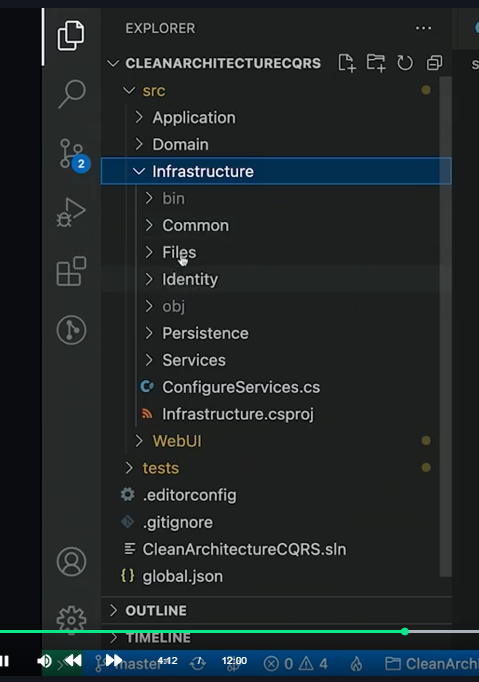 EXPLORER
CLEANARCHITECTURECQRS
src
Application
Domain
Infrastructure
bin
Common
Files
Identity
obj
Persistence
Services
ConfigureServices.cs
Infrastructure.csproj
WebUI
tests
.editorconfig
.gitignore
CleanArchitectureCQRS.sln
{} global.json
OUTLINE
TIMELINE
2
master
4:12 / 12:00
0 4
CleanArchi